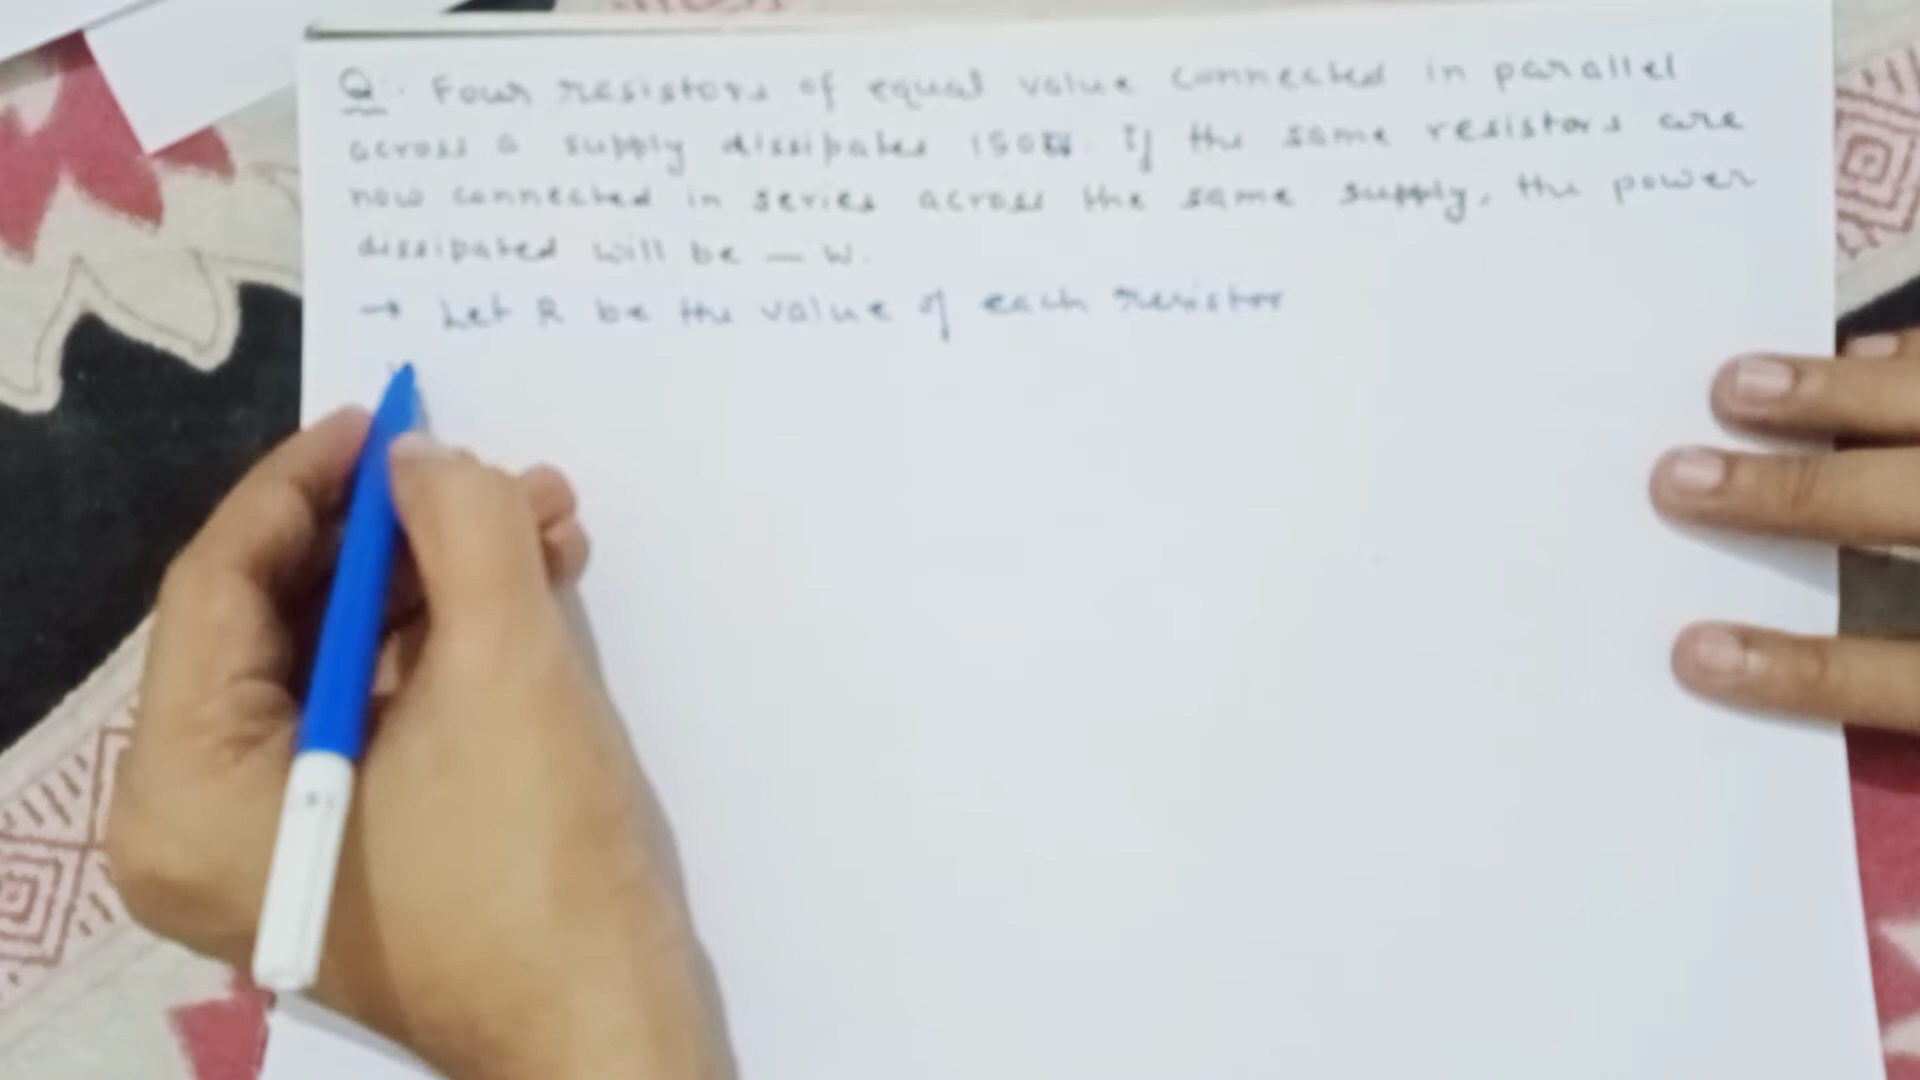 Q. Four resistors of equal value connected in parallel
across a supply dissipates 150W. If the same resistors are
now connected in series across the same supply, the power
dissipated will be — W.
→ Let R be the value of each resistor